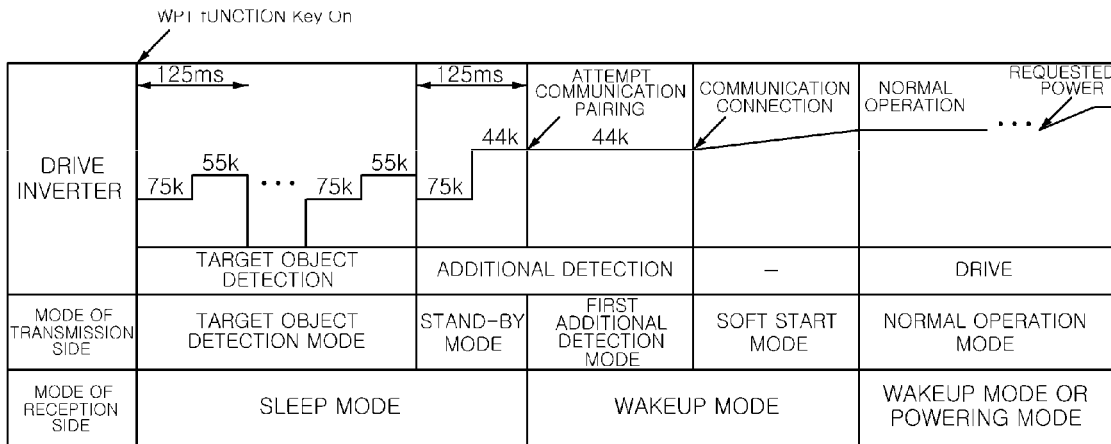 WPT fUNCTION Key On
125ms
125ms
ATTEMPT
COMMUNICATION
PAIRING
COMMUNICATION
CONNECTION
NORMAL
OPERATION
REQUESTED
POWER
DRIVE
INVERTER
75k
55k
...
75k
55k
75k
44k
44k
...
TARGET OBJECT
DETECTION
ADDITIONAL DETECTION
–
DRIVE
MODE OF
TRANSMISSION
SIDE
TARGET OBJECT
DETECTION MODE
STAND-BY
MODE
FIRST
ADDITIONAL
DETECTION
MODE
SOFT START
MODE
NORMAL OPERATION
MODE
MODE OF
RECEPTION
SIDE
SLEEP MODE
WAKEUP MODE
WAKEUP MODE OR
POWERING MODE